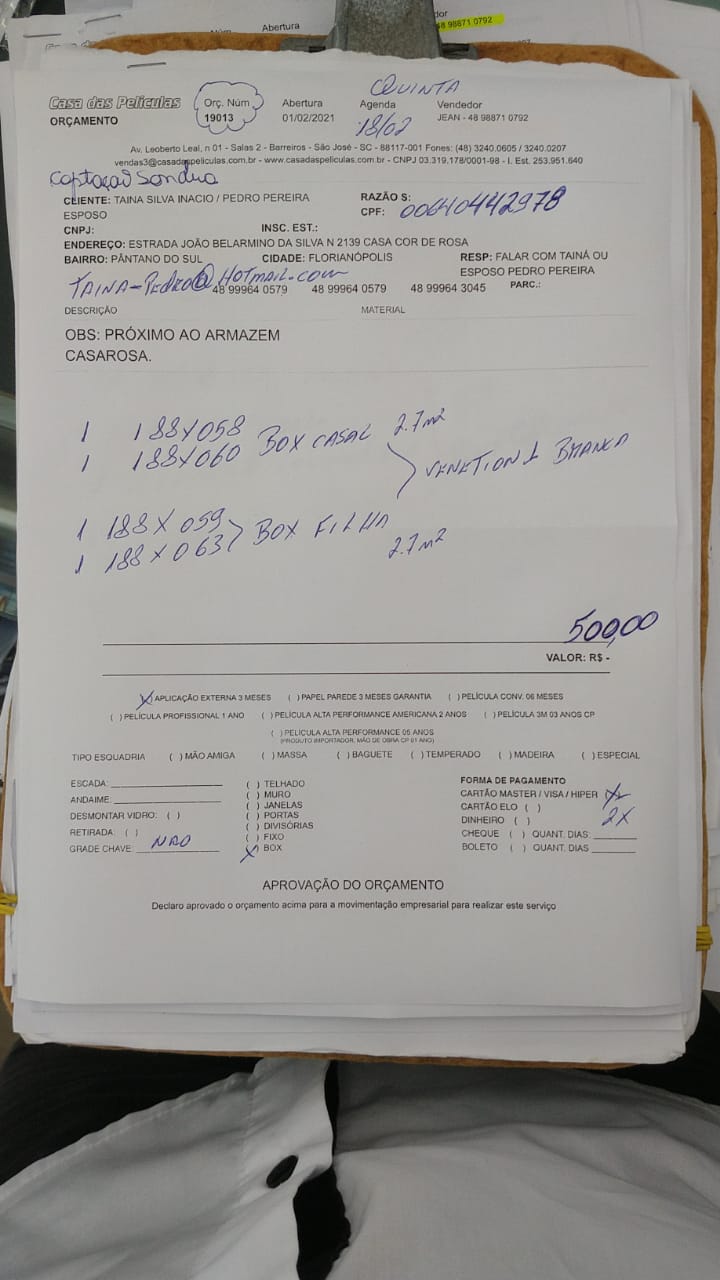 Abertura
48 98871 0792
QUINTA
Casa das Películas
Orç. Núm
Abertura
Agenda
Vendedor
ORÇAMENTO
19013
01/02/2021
18/02
JEAN - 48 98871 0792
Av. Leoberto Leal, n 01 - Salas 2 - Barreiros - São José - SC - 88117-001 Fones: (48) 3240.0605 / 3240.0207
vendas3@casadaspeliculas.com.br - www.casadaspeliculas.com.br - CNPJ 03.319.178/0001-98 - I. Est. 253.951.640
Captação Sandra
CLIENTE: TAINA SILVA INACIO / PEDRO PEREIRA
ESPOSO
RAZÃO S:
CPF: 00640442978
CNPJ:
INSC. EST.:
ENDEREÇO: ESTRADA JOÃO BELARMINO DA SILVA N 2139 CASA COR DE ROSA
BAIRRO: PÂNTANO DO SUL
CIDADE: FLORIANÓPOLIS
RESP: FALAR COM TAINÁ OU
ESPOSO PEDRO PEREIRA
TAINA-PEDRO@HOTMAIL.COM
48 99964 0579 48 99964 0579 48 99964 3045
PARC.:
DESCRIÇÃO
MATERIAL
OBS: PRÓXIMO AO ARMAZEM
CASAROSA.
1 188X058
1 188X060 BOX CASAL 2.7m2
BRANCA
1 188X059
1 188X063 BOX FILHA
2.7m2
500,00
VALOR: R$ -
(X) APLICAÇÃO EXTERNA 3 MESES ( ) PAPEL PAREDE 3 MESES GARANTIA ( ) PELÍCULA CONV. 06 MESES
( ) PELÍCULA PROFISSIONAL 1 ANO ( ) PELÍCULA ALTA PERFORMANCE AMERICANA 2 ANOS ( ) PELÍCULA 3M 03 ANOS CP
( ) PELÍCULA ALTA PERFORMANCE 05 ANOS
(PRODUTO IMPORTADOR, MÃO DE OBRA CP 01 ANO)
TIPO ESQUADRIA ( ) MÃO AMIGA ( ) MASSA ( ) BAGUETE ( ) TEMPERADO ( ) MADEIRA ( ) ESPECIAL
ESCADA:
ANDAIME:
DESMONTAR VIDRO: ( )
RETIRADA: ( )
GRADE CHAVE: NAO
( ) TELHADO
( ) MURO
( ) JANELAS
( ) PORTAS
( ) DIVISÓRIAS
( ) FIXO
(X) BOX
FORMA DE PAGAMENTO
CARTÃO MASTER / VISA / HIPER (X)
CARTÃO ELO ( )
2X
DINHEIRO ( )
CHEQUE ( ) QUANT. DIAS:
BOLETO ( ) QUANT. DIAS
APROVAÇÃO DO ORÇAMENTO
Declaro aprovado o orçamento acima para a movimentação empresarial para realizar este serviço